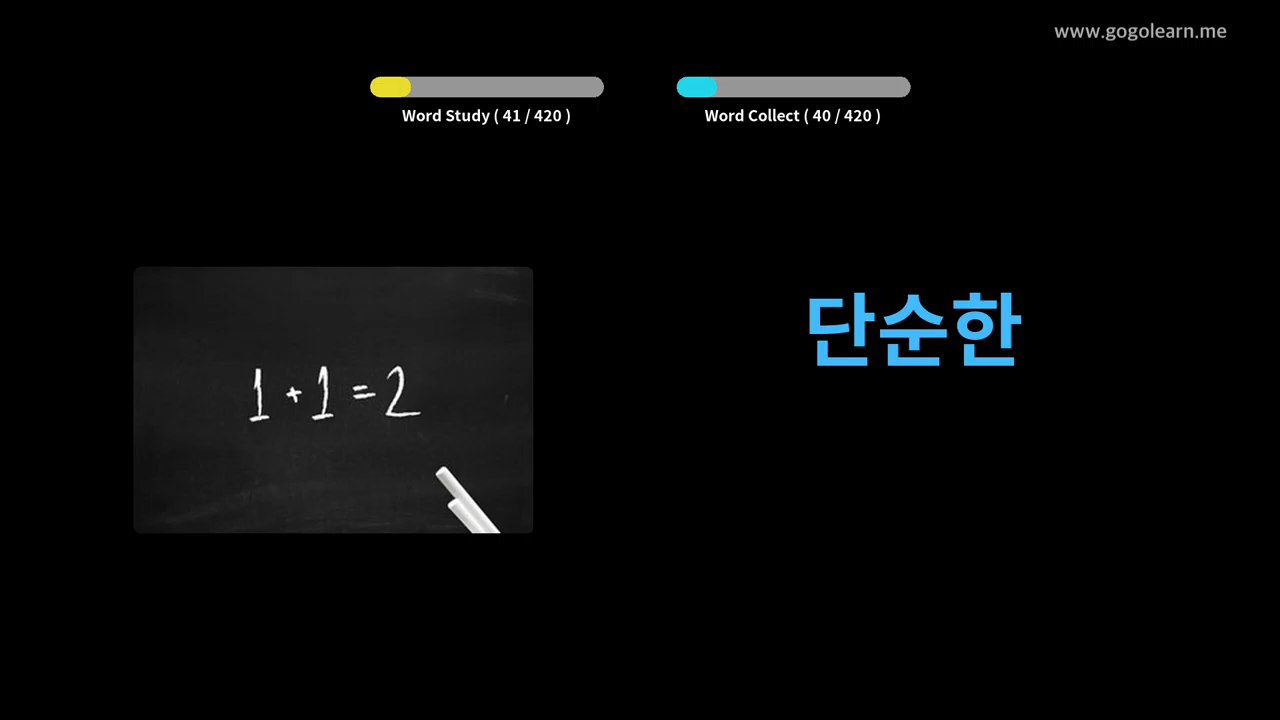 www.gogolearn.me
Word Study ( 41 / 420 )
Word Collect ( 40 / 420 )
1 + 1 = 2
단순한